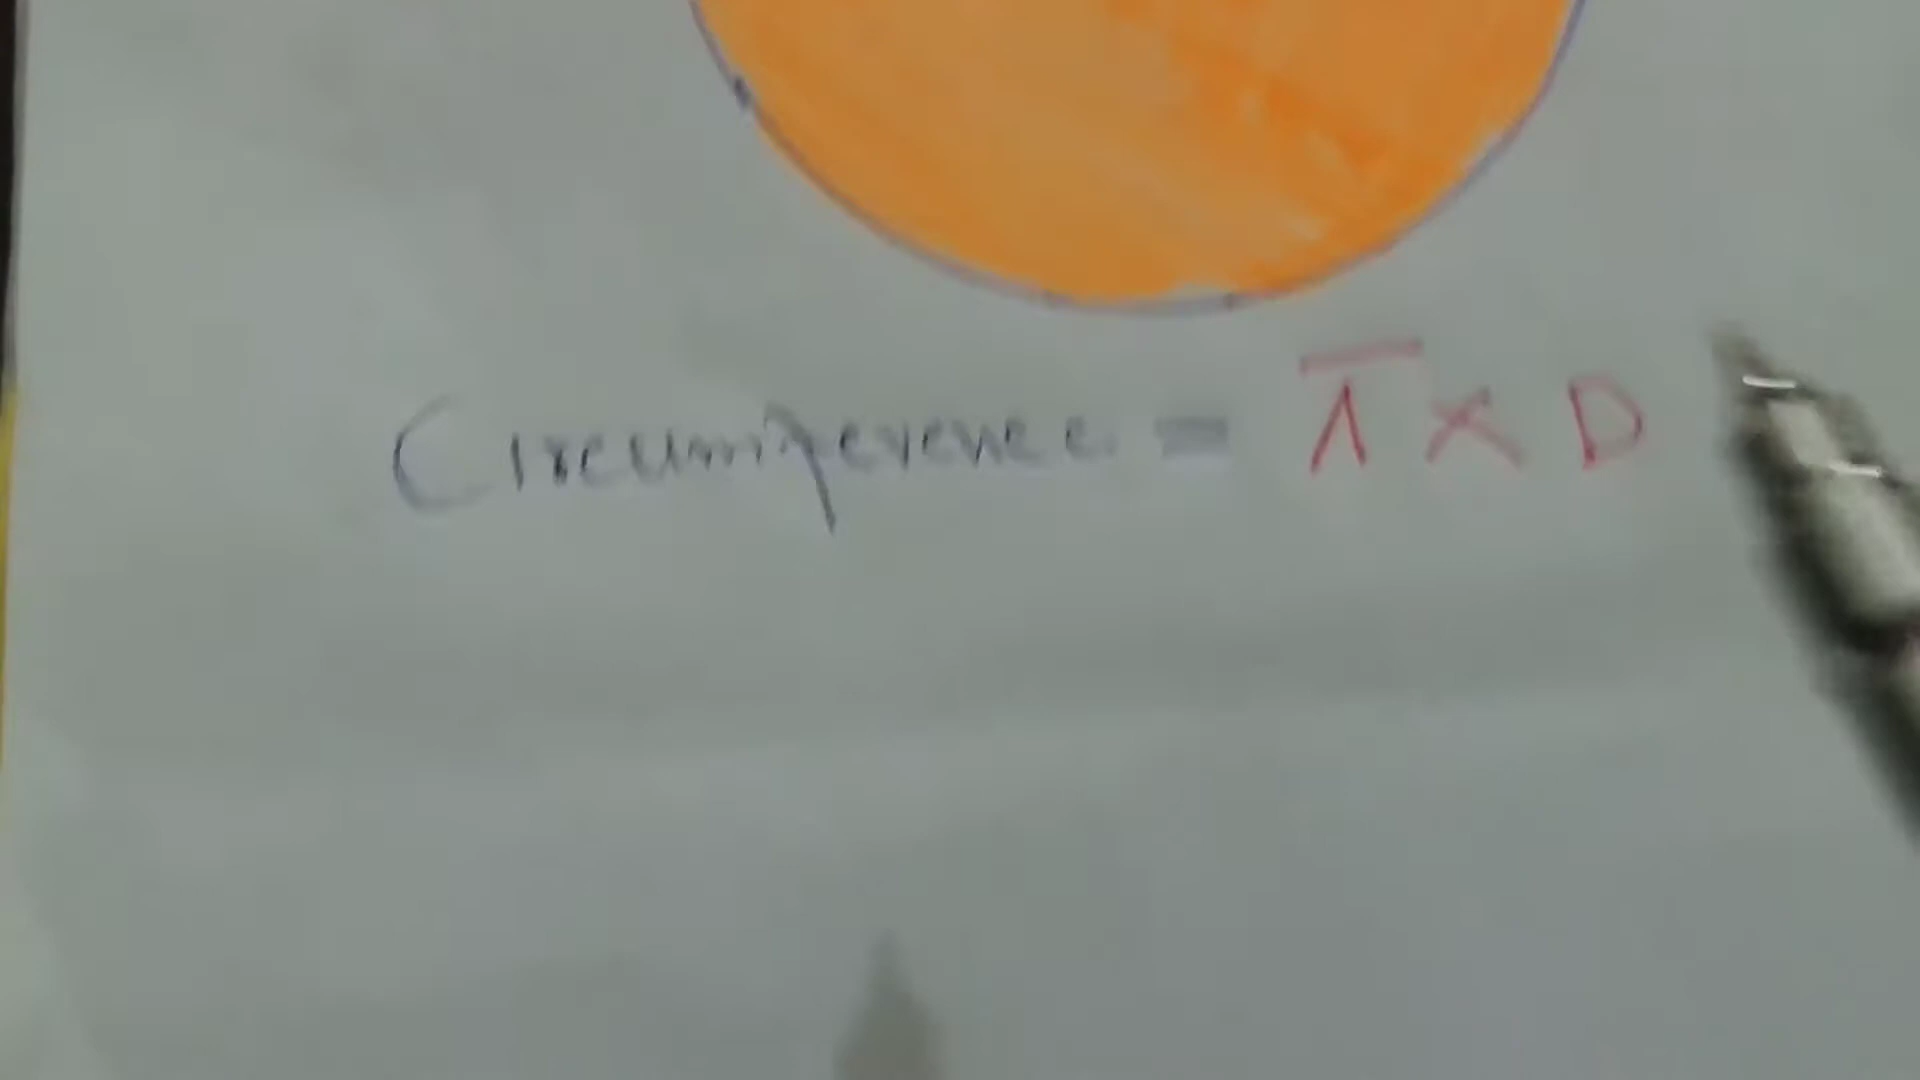 Circumference = π × D